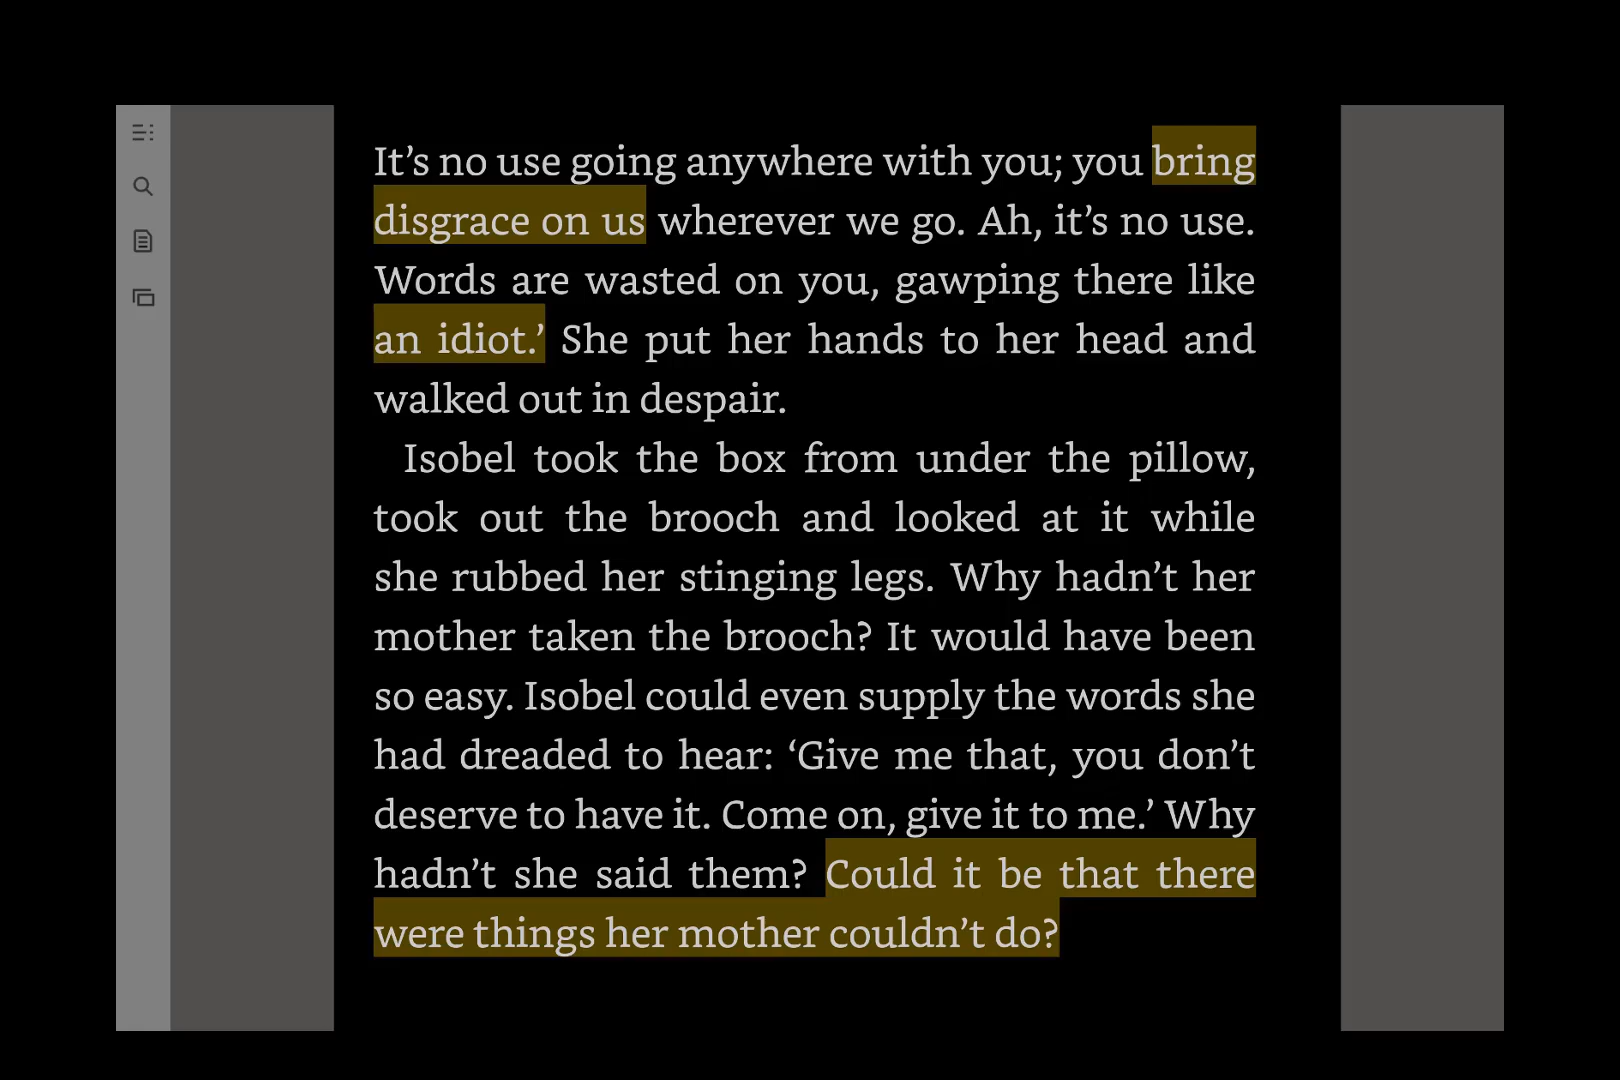 It’s no use going anywhere with you; you bring
disgrace on us wherever we go. Ah, it’s no use.
Words are wasted on you, gawping there like
an idiot.’ She put her hands to her head and
walked out in despair.
Isobel took the box from under the pillow,
took out the brooch and looked at it while
she rubbed her stinging legs. Why hadn’t her
mother taken the brooch? It would have been
so easy. Isobel could even supply the words she
had dreaded to hear: ‘Give me that, you don’t
deserve to have it. Come on, give it to me.’ Why
hadn’t she said them? Could it be that there
were things her mother couldn’t do?